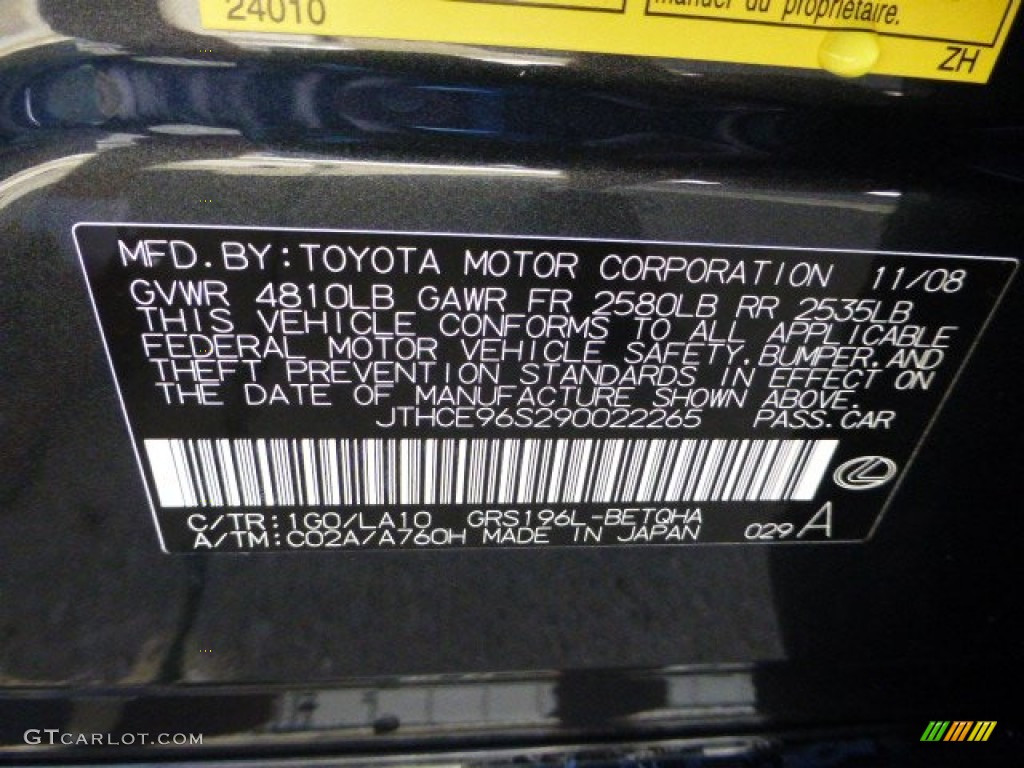 24010
manuel du propriétaire.
ZH
MFD. BY: TOYOTA MOTOR CORPORATION 11/08
GVWR 4810LB GAWR FR 2580LB RR 2535LB
THIS VEHICLE CONFORMS TO ALL APPLICABLE
FEDERAL MOTOR VEHICLE SAFETY, BUMPER, AND
THEFT PREVENTION STANDARDS IN EFFECT ON
THE DATE OF MANUFACTURE SHOWN ABOVE.
JTHCE96S290022265 PASS. CAR
C/TR: 1G0/LA10 GRS196L-BETQHA
A/TM: C02A/A760H MADE IN JAPAN 029 A
GTCARLOT.COM